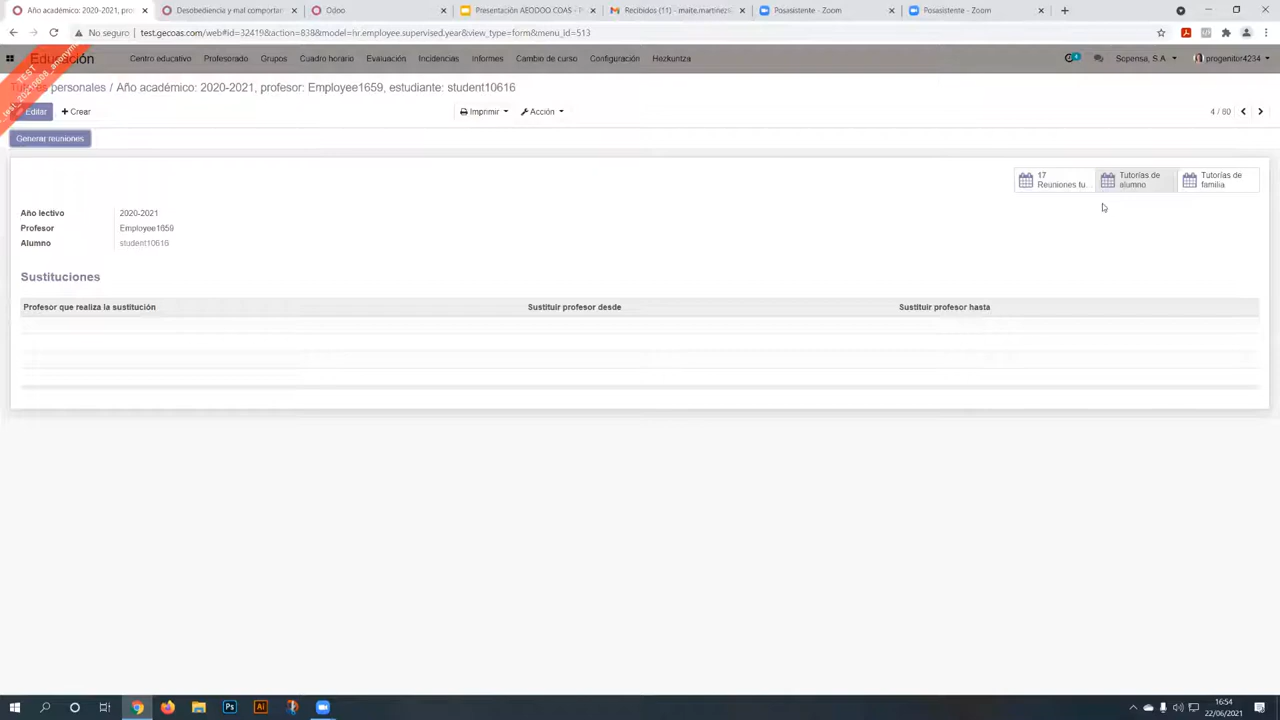 Año académico: 2020-2021, pro
Desobediencia y mal comportar
Odoo
Presentación AEODOO COAS - P
Recibidos (11) - maite.martinez
Posasistente - Zoom
Posasistente - Zoom
No seguro
test.gecoas.com/web#id=32419&action=838&model=hr.employee.supervised.year&view_type=form&menu_id=513
TEST
Educación
Centro educativo
Profesorado
Grupos
Cuadro horario
Evaluación
Incidencias
Informes
Cambio de curso
Configuración
Hezkuntza
4
Sopensa, S.A
progenitor4234
personales / Año académico: 2020-2021, profesor: Employee1659, estudiante: student10616
Editar
Crear
Imprimir
Acción
4 / 80
Generar reuniones
17
Reuniones tu...
Tutorías de
alumno
Tutorías de
familia
Año lectivo 2020-2021
Profesor Employee1659
Alumno student10616
Sustituciones
Profesor que realiza la sustitución
Sustituir profesor desde
Sustituir profesor hasta
Ps
Ai
16:54
22/06/2021